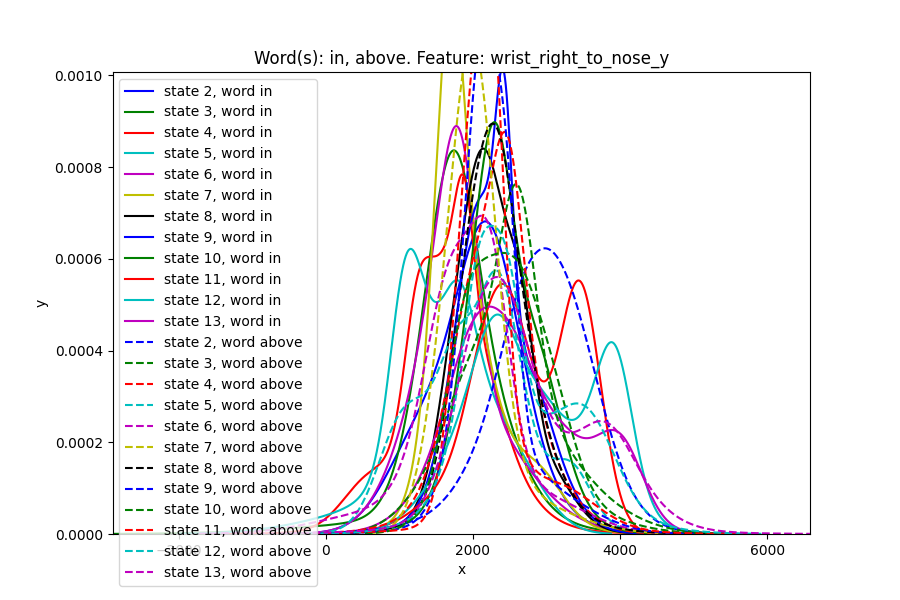 Word(s): in, above. Feature: wrist_right_to_nose_y
0.0010
0.0008
0.0006
0.0004
0.0002
0.0000
y
state 2, word in
state 3, word in
state 4, word in
state 5, word in
state 6, word in
state 7, word in
state 8, word in
state 9, word in
state 10, word in
state 11, word in
state 12, word in
state 13, word in
state 2, word above
state 3, word above
state 4, word above
state 5, word above
state 6, word above
state 7, word above
state 8, word above
state 9, word above
state 10, word above
state 11, word above
state 12, word above
state 13, word above
0 2000 4000 6000
x